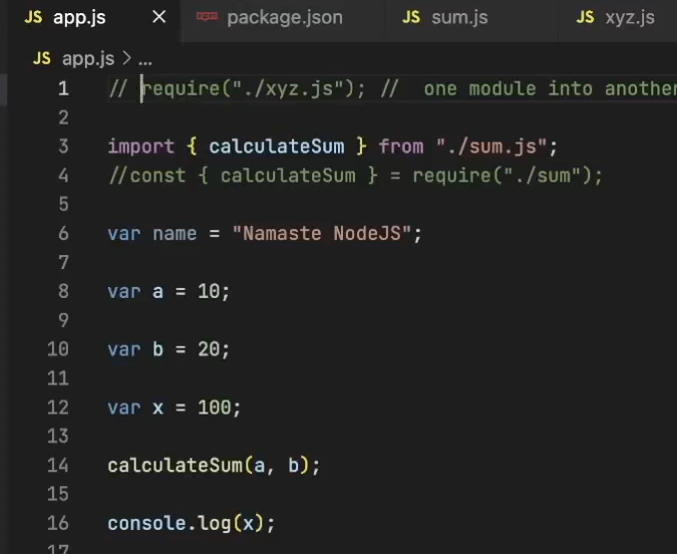 JS app.js × package.json JS sum.js JS xyz.js
JS app.js > ...
1 // require("./xyz.js"); // one module into another
2
3 import { calculateSum } from "./sum.js";
4 //const { calculateSum } = require("./sum");
5
6 var name = "Namaste NodeJS";
7
8 var a = 10;
9
10 var b = 20;
11
12 var x = 100;
13
14 calculateSum(a, b);
15
16 console.log(x);
17